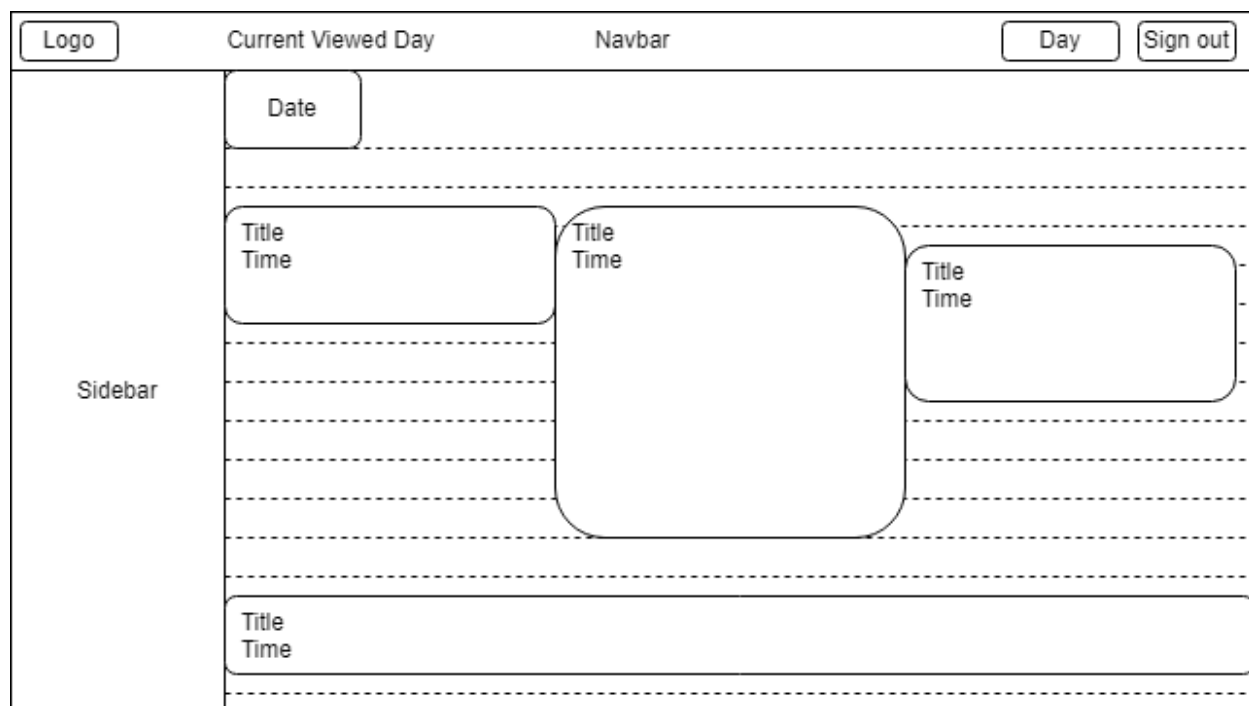 Logo
Current Viewed Day
Navbar
Day
Sign out
Date
Title
Time
Title
Time
Title
Time
Sidebar
Title
Time